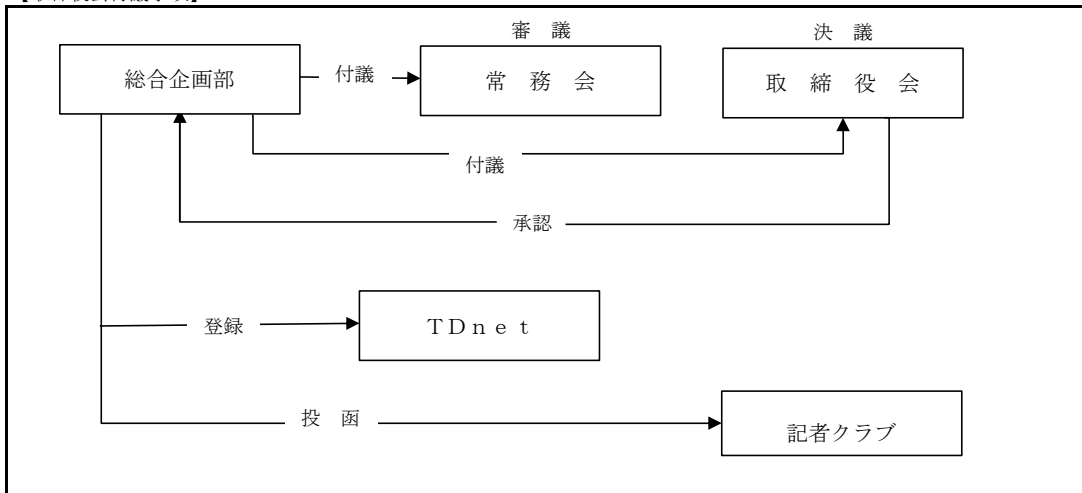 審 議
決 議
総合企画部
付議
常 務 会
取 締 役 会
付議
承認
登録
ＴＤｎｅｔ
投 函
記者クラブ